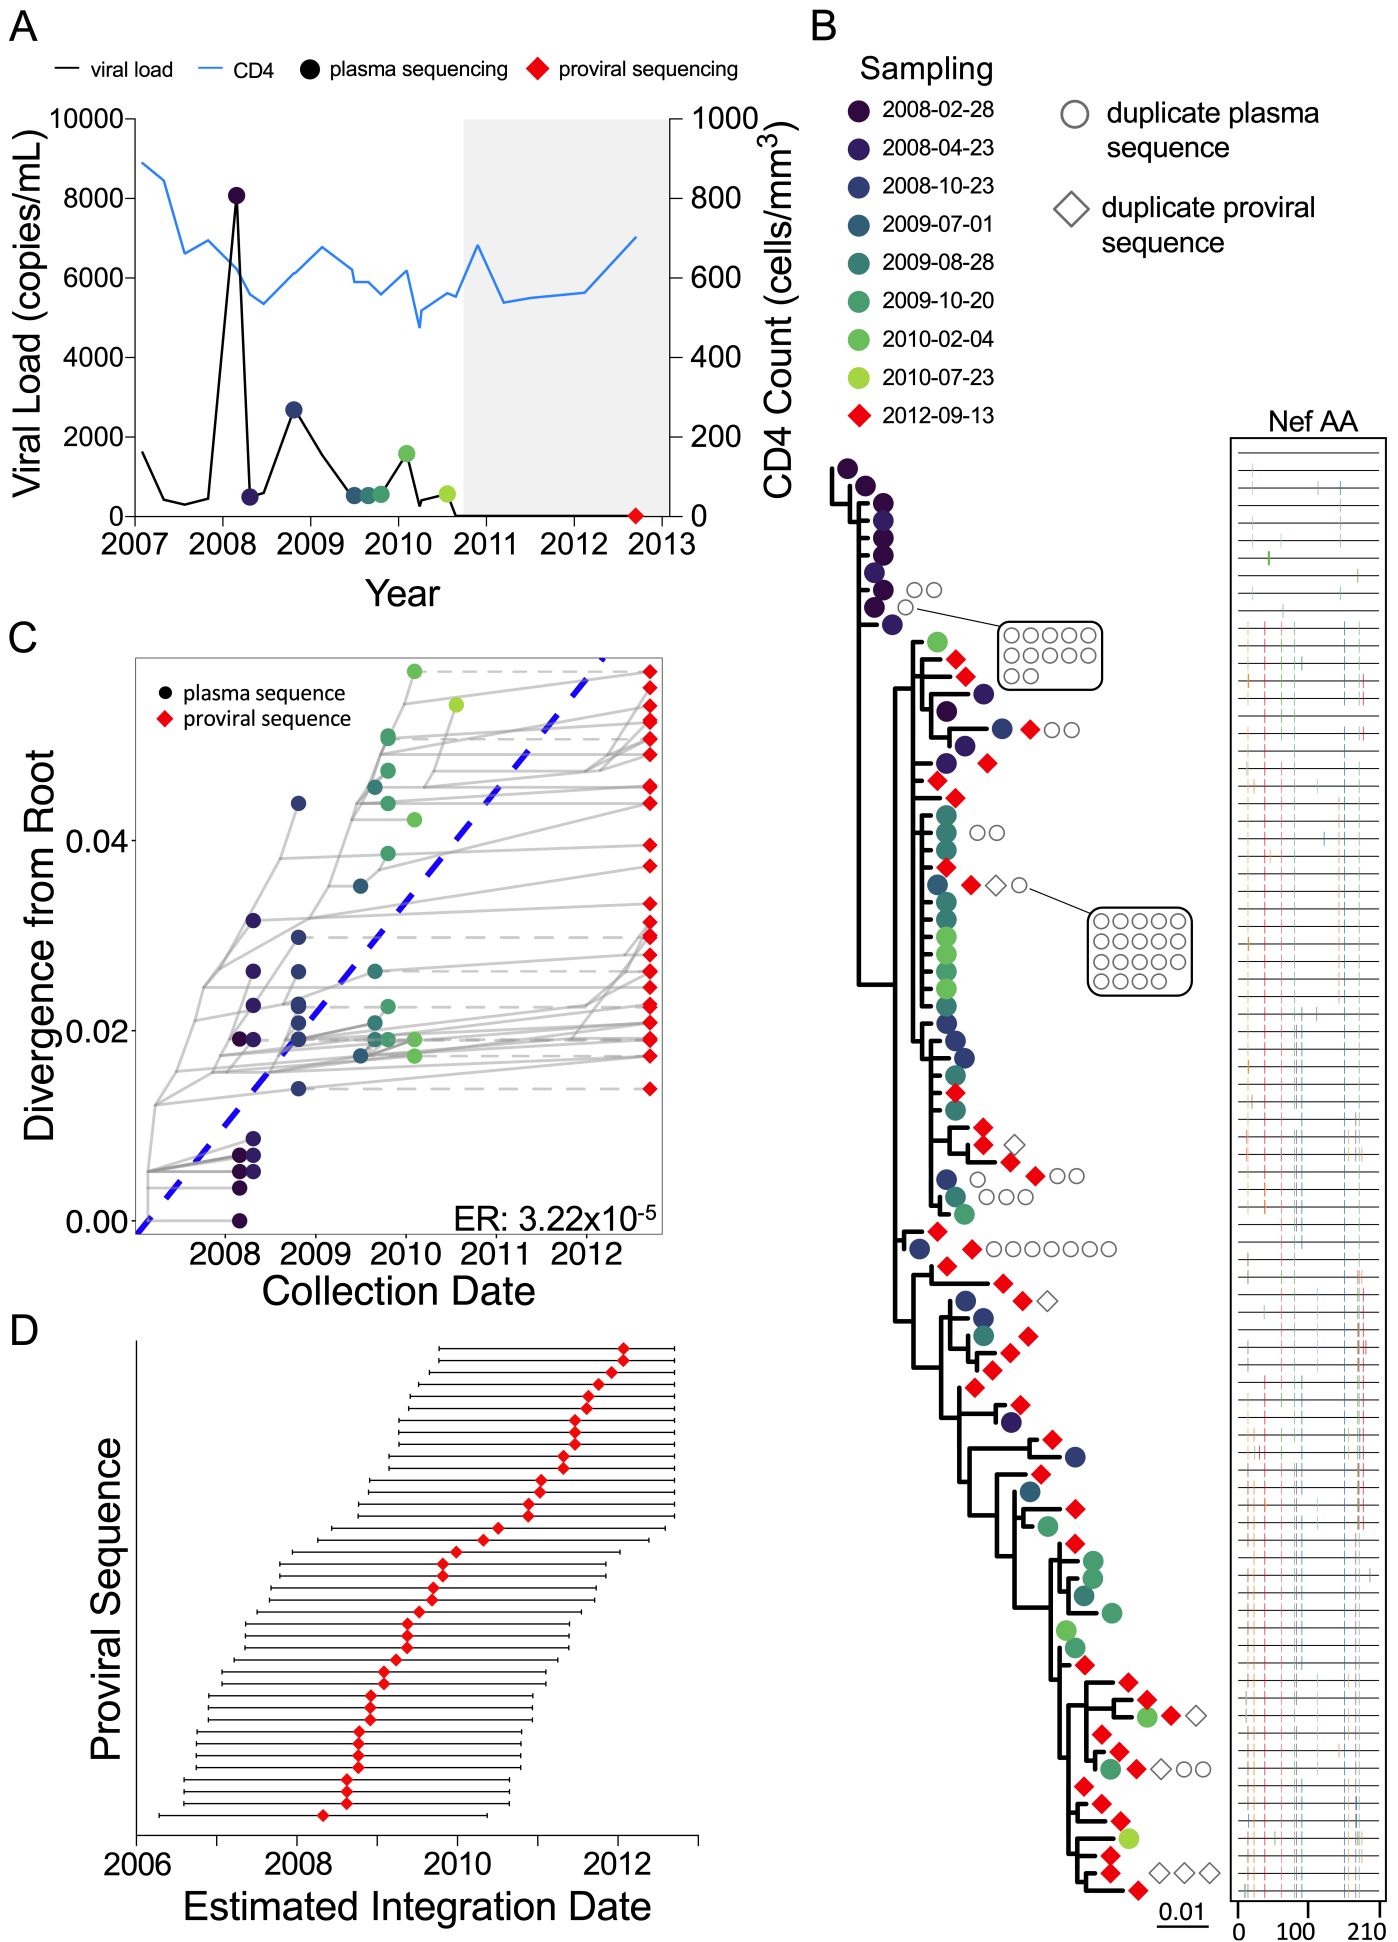 A
viral load
CD4
plasma sequencing
proviral sequencing
10000
8000
6000
4000
2000
0
Viral Load (copies/mL)
1000
800
600
400
200
0
CD4 Count (cells/mm3)
2007 2008 2009 2010 2011 2012 2013
Year
B
Sampling
2008-02-28
2008-04-23
2008-10-23
2009-07-01
2009-08-28
2009-10-20
2010-02-04
2010-07-23
2012-09-13
duplicate plasma
sequence
duplicate proviral
sequence
Nef AA
0.01
0 100 210
C
plasma sequence
proviral sequence
Divergence from Root
0.04
0.02
0.00
ER: 3.22x10-5
2008 2009 2010 2011 2012
Collection Date
D
Proviral Sequence
2006 2008 2010 2012
Estimated Integration Date